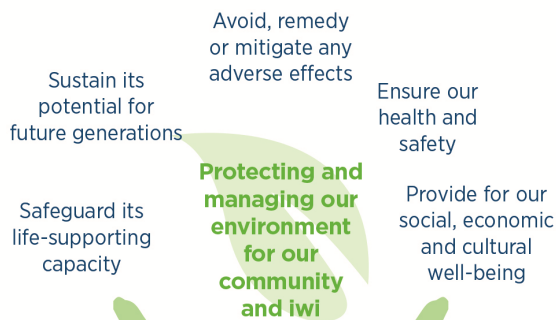 Avoid, remedy
or mitigate any
adverse effects
Sustain its
potential for
future generations
Ensure our
health and
safety
Protecting and
managing our
environment
for our
community
and iwi
Safeguard its
life-supporting
capacity
Provide for our
social, economic
and cultural
well-being